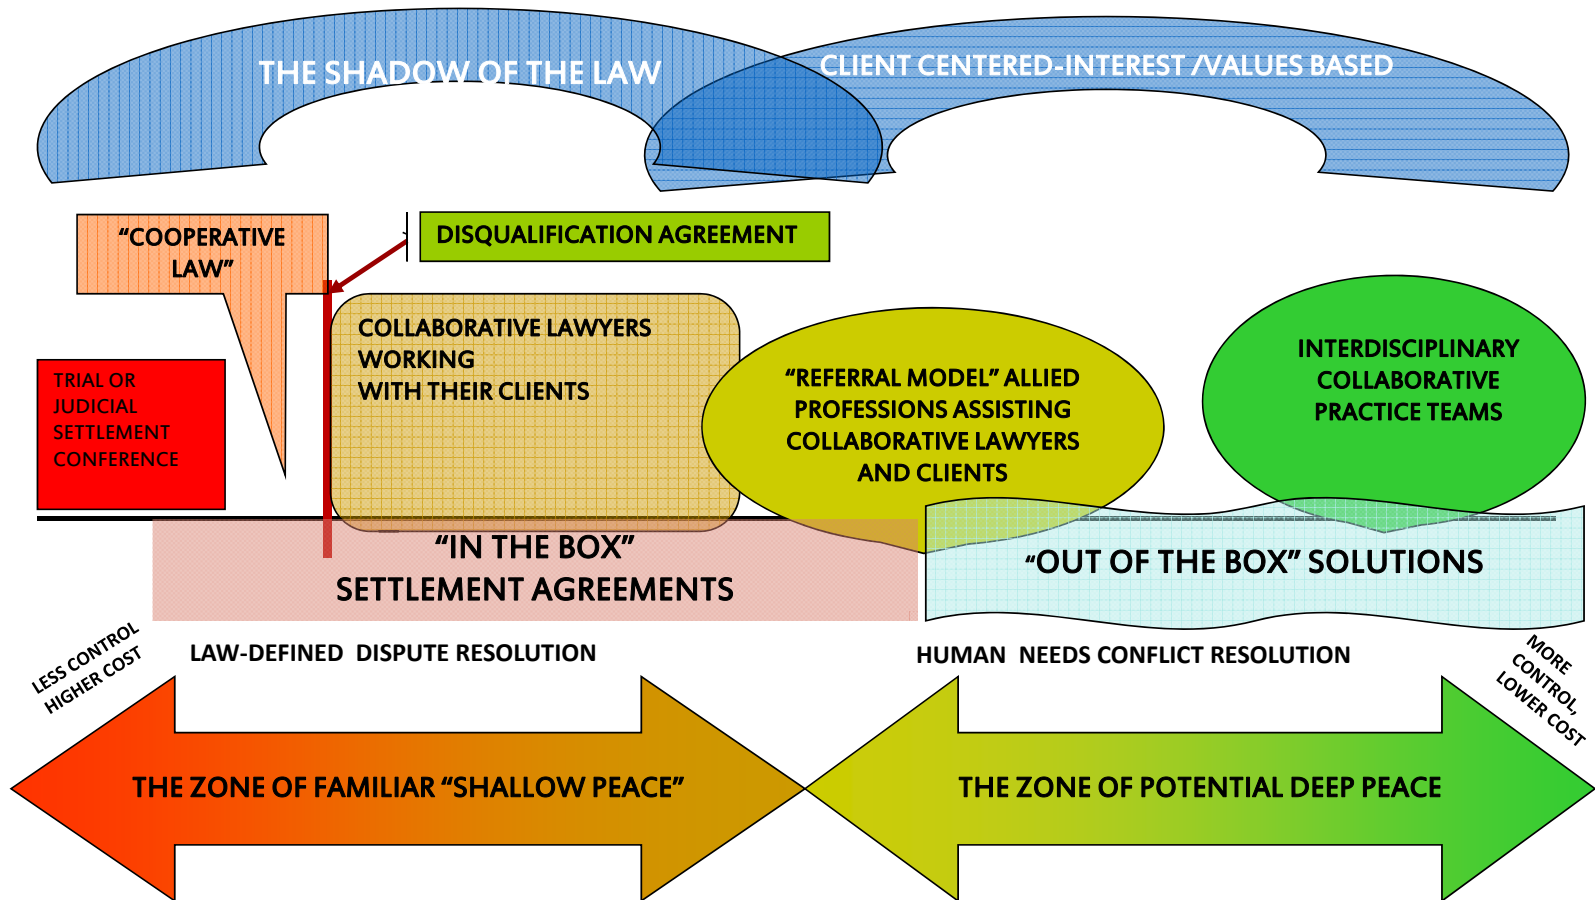 THE SHADOW OF THE LAW
CLIENT CENTERED-INTEREST /VALUES BASED
“COOPERATIVE
LAW”
DISQUALIFICATION AGREEMENT
TRIAL OR
JUDICIAL
SETTLEMENT
CONFERENCE
COLLABORATIVE LAWYERS
WORKING
WITH THEIR CLIENTS
“REFERRAL MODEL” ALLIED
PROFESSIONS ASSISTING
COLLABORATIVE LAWYERS
AND CLIENTS
INTERDISCIPLINARY
COLLABORATIVE
PRACTICE TEAMS
“IN THE BOX”
SETTLEMENT AGREEMENTS
“OUT OF THE BOX” SOLUTIONS
LESS CONTROL
HIGHER COST
LAW-DEFINED  DISPUTE RESOLUTION
HUMAN  NEEDS CONFLICT RESOLUTION
MORE
CONTROL,
LOWER COST
THE ZONE OF FAMILIAR “SHALLOW PEACE”
THE ZONE OF POTENTIAL DEEP PEACE